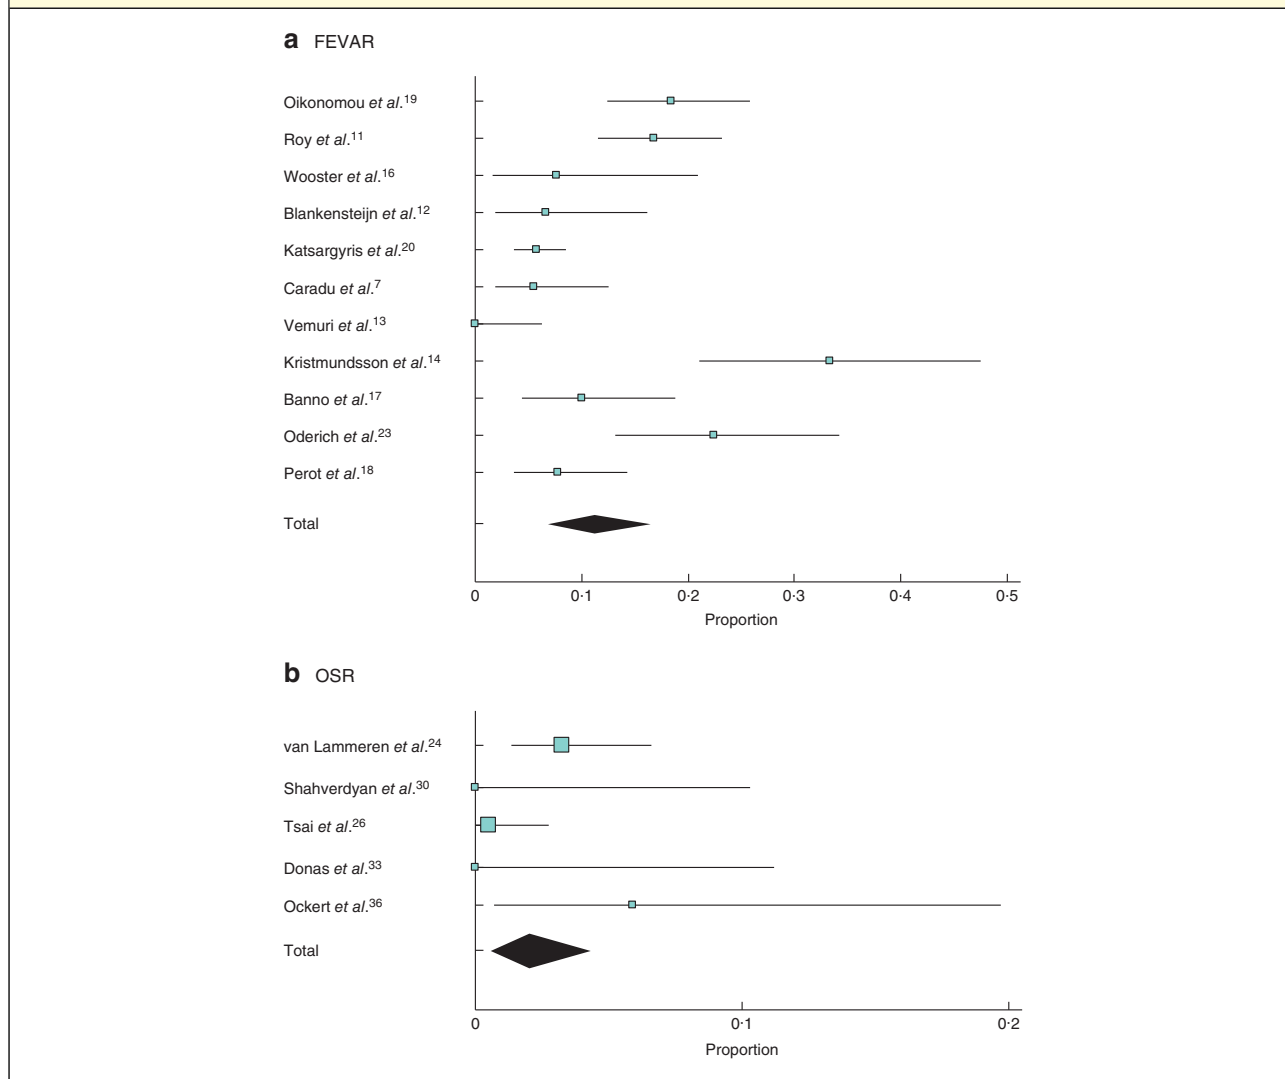 a FEVAR
Oikonomou et al.19
Roy et al.11
Wooster et al.16
Blankensteijn et al.12
Katsargyris et al.20
Caradu et al.7
Vemuri et al.13
Kristmundsson et al.14
Banno et al.17
Oderich et al.23
Perot et al.18
Total
0 0·1 0·2 0·3 0·4 0·5
Proportion
b OSR
van Lammeren et al.24
Shahverdyan et al.30
Tsai et al.26
Donas et al.33
Ockert et al.36
Total
0 0·1 0·2
Proportion